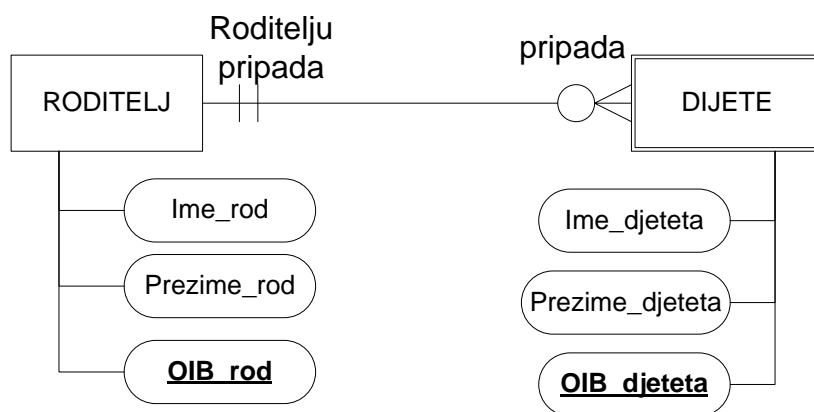 Roditelju
pripada
pripada
RODITELJ
DIJETE
Ime_rod
Prezime_rod
OIB_rod
Ime_djeteta
Prezime_djeteta
OIB_djeteta